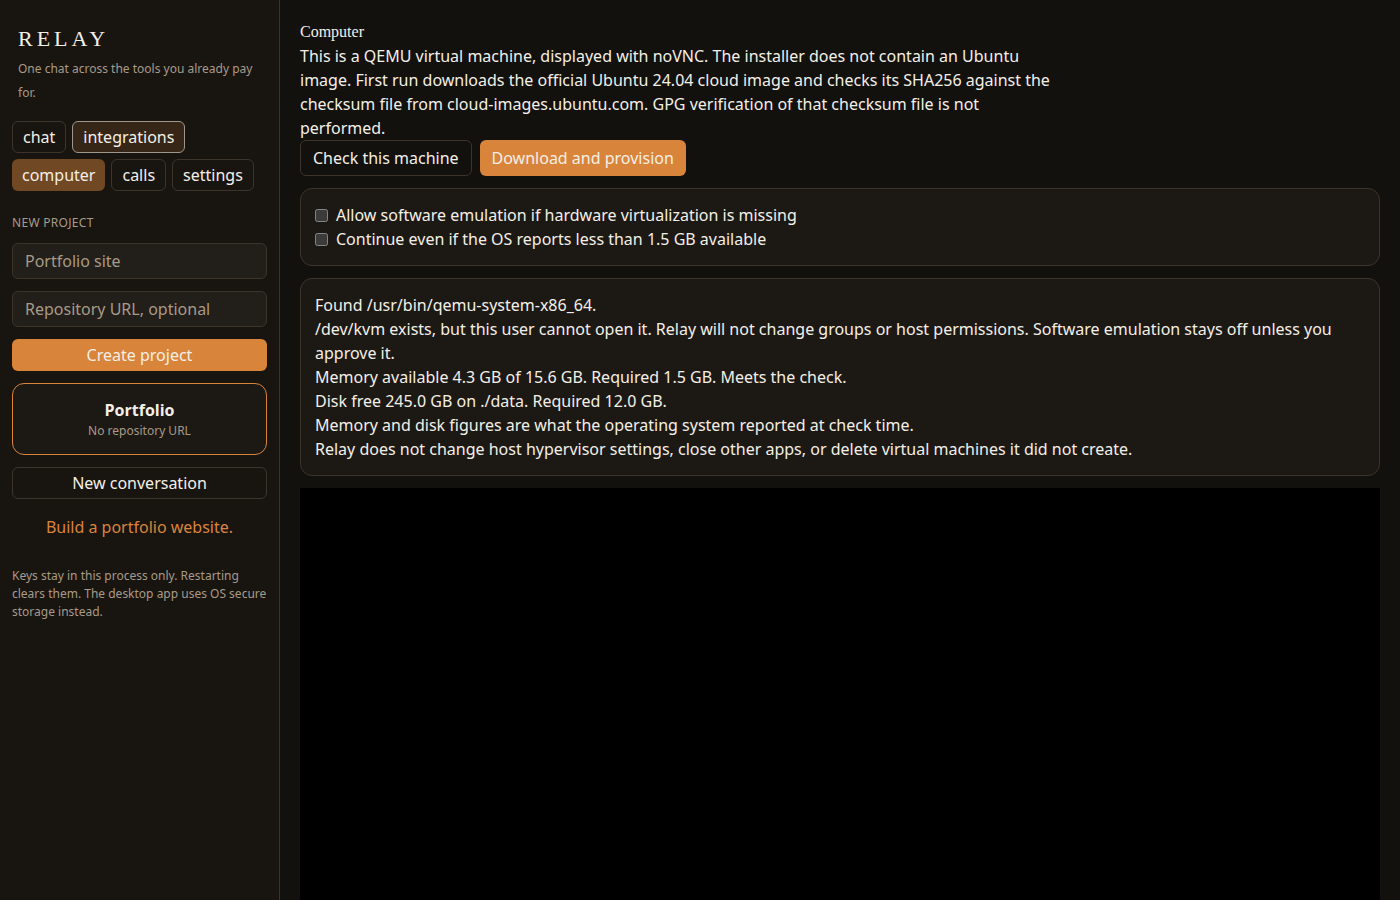 RELAY
One chat across the tools you already pay
for.
chat
integrations
computer
calls
settings
NEW PROJECT
Portfolio site
Repository URL, optional
Create project
Portfolio
No repository URL
New conversation
Build a portfolio website.
Keys stay in this process only. Restarting
clears them. The desktop app uses OS secure
storage instead.
Computer
This is a QEMU virtual machine, displayed with noVNC. The installer does not contain an Ubuntu
image. First run downloads the official Ubuntu 24.04 cloud image and checks its SHA256 against the
checksum file from cloud-images.ubuntu.com. GPG verification of that checksum file is not
performed.
Check this machine
Download and provision
Allow software emulation if hardware virtualization is missing
Continue even if the OS reports less than 1.5 GB available
Found /usr/bin/qemu-system-x86_64.
/dev/kvm exists, but this user cannot open it. Relay will not change groups or host permissions. Software emulation stays off unless you
approve it.
Memory available 4.3 GB of 15.6 GB. Required 1.5 GB. Meets the check.
Disk free 245.0 GB on ./data. Required 12.0 GB.
Memory and disk figures are what the operating system reported at check time.
Relay does not change host hypervisor settings, close other apps, or delete virtual machines it did not create.